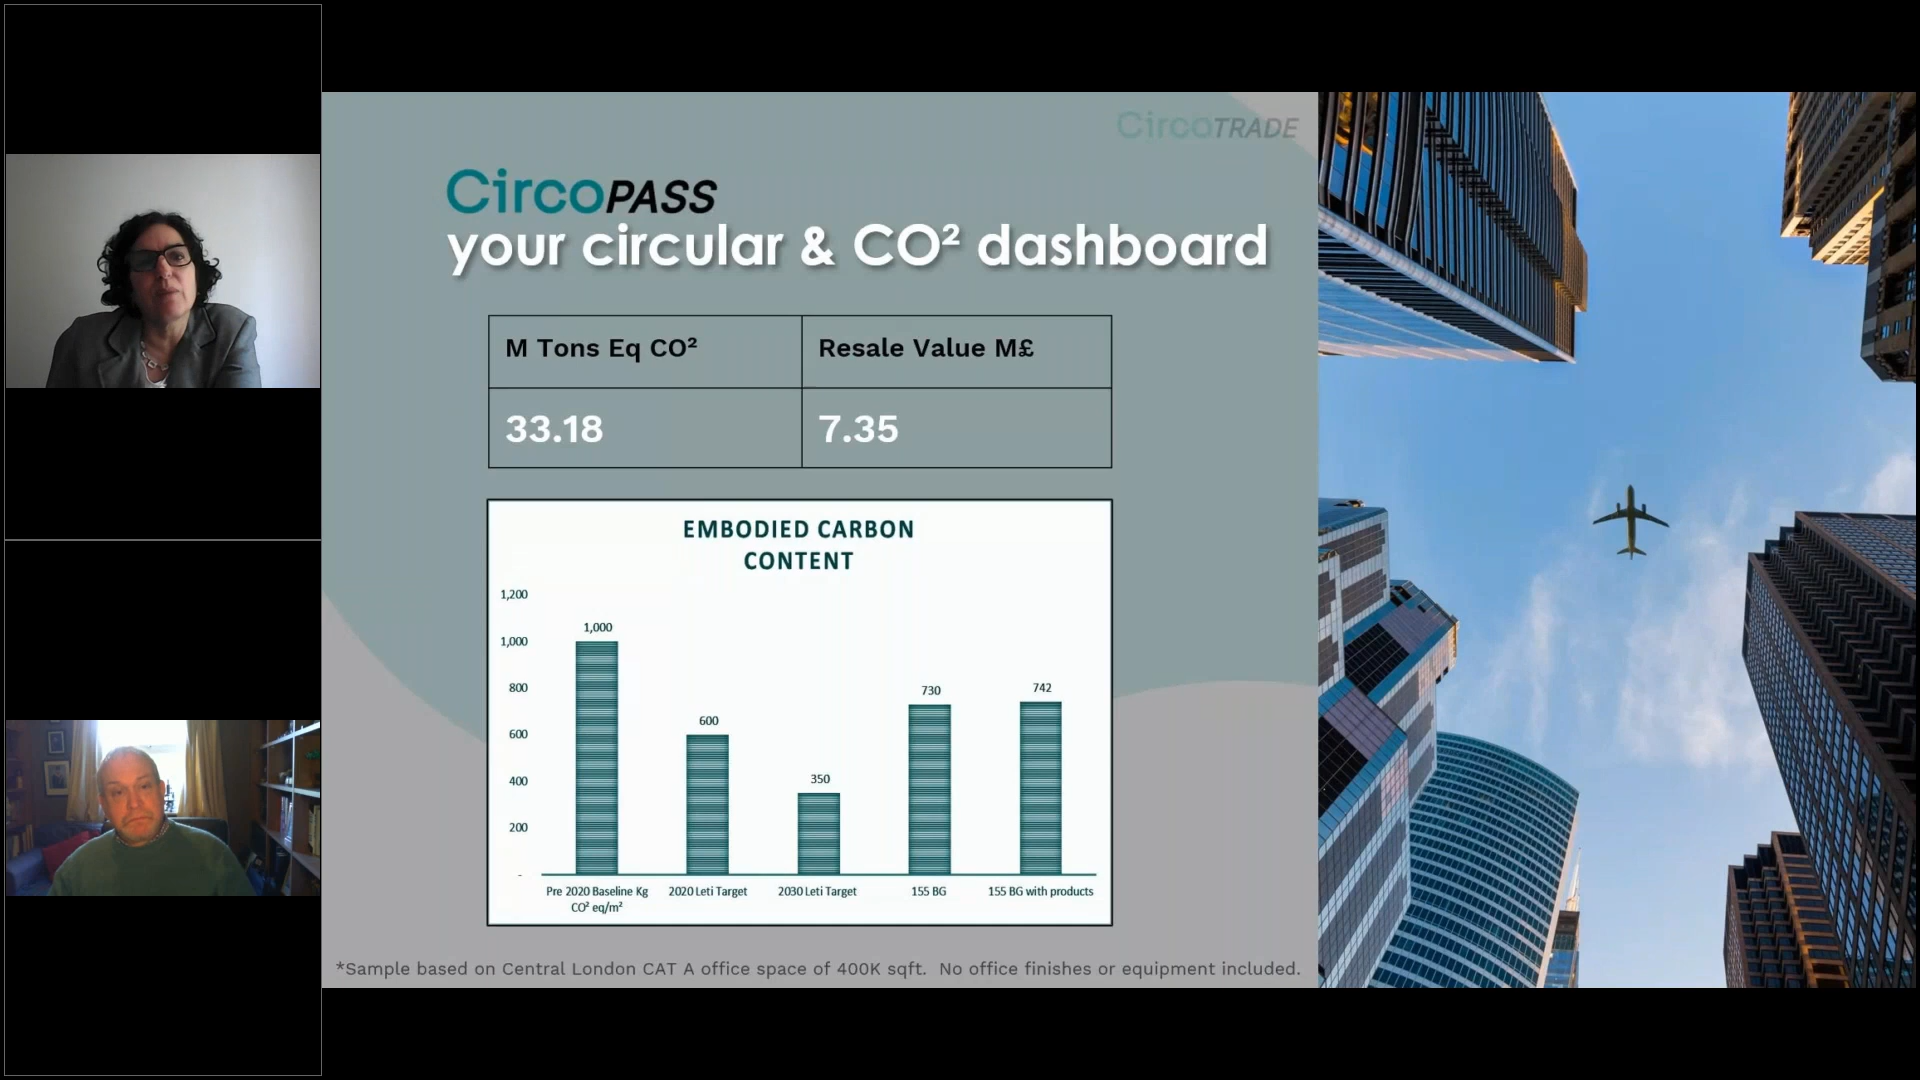 CircoTRADE
CircoPASS
your circular & CO² dashboard
M Tons Eq CO²
Resale Value M£
33.18
7.35
EMBODIED CARBON
CONTENT
1,200
1,000
800
600
400
200
-
1,000
600
350
730
742
Pre 2020 Baseline Kg
CO² eq/m²
2020 Leti Target
2030 Leti Target
155 BG
155 BG with products
*Sample based on Central London CAT A office space of 400K sqft. No office finishes or equipment included.